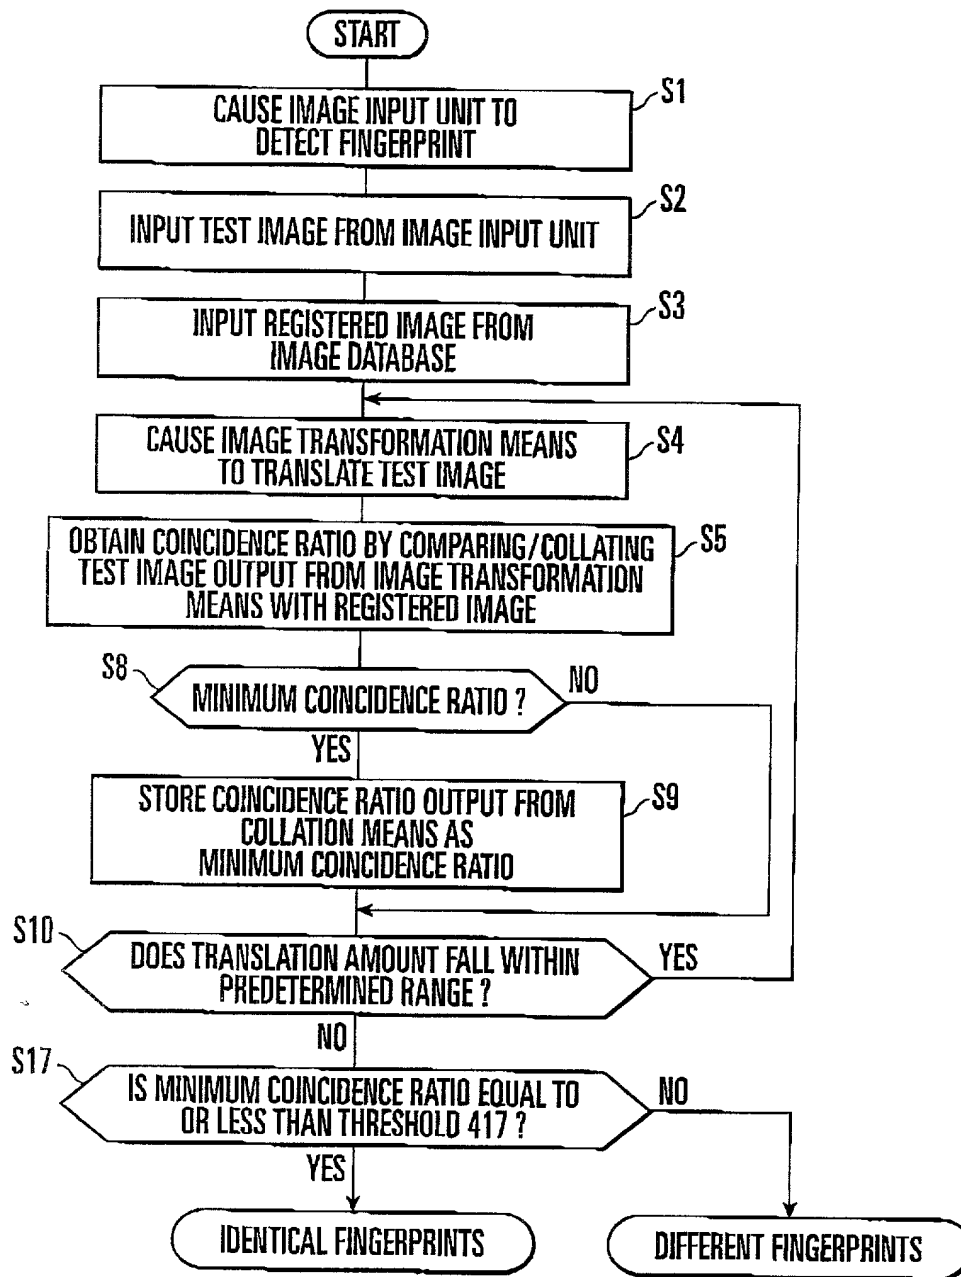 START
S1
CAUSE IMAGE INPUT UNIT TO
DETECT FINGERPRINT
S2
INPUT TEST IMAGE FROM IMAGE INPUT UNIT
S3
INPUT REGISTERED IMAGE FROM
IMAGE DATABASE
S4
CAUSE IMAGE TRANSFORMATION MEANS
TO TRANSLATE TEST IMAGE
S5
OBTAIN COINCIDENCE RATIO BY COMPARING/COLLATING
TEST IMAGE OUTPUT FROM IMAGE TRANSFORMATION
MEANS WITH REGISTERED IMAGE
S8
MINIMUM COINCIDENCE RATIO ?
NO
YES
S9
STORE COINCIDENCE RATIO OUTPUT FROM
COLLATION MEANS AS
MINIMUM COINCIDENCE RATIO
S10
DOES TRANSLATION AMOUNT FALL WITHIN
PREDETERMINED RANGE ?
YES
NO
S17
IS MINIMUM COINCIDENCE RATIO EQUAL TO
OR LESS THAN THRESHOLD 417 ?
NO
YES
IDENTICAL FINGERPRINTS
DIFFERENT FINGERPRINTS